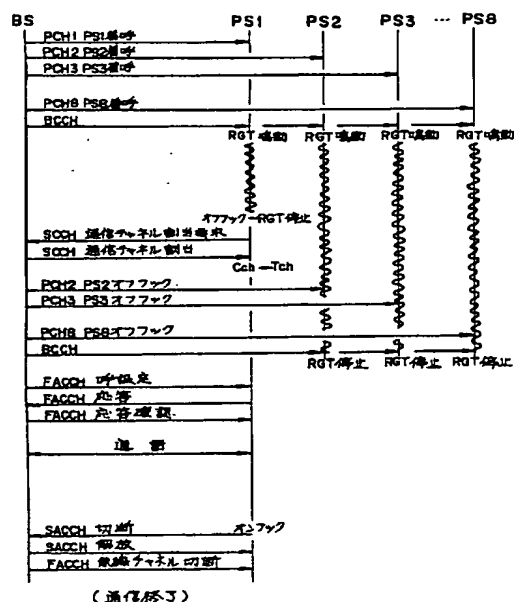 BS PS1 PS2 PS3 ··· PS8
PCH1 PS1着呼
PCH2 PS2着呼
PCH3 PS3着呼
PCH8 PS8着呼
BCCH
RGT鳴動 RGT鳴動 RGT鳴動 RGT鳴動
オフフック—RGT停止
SCCH 通信チャネル割当要求
SCCH 通信チャネル割当
Cch—Tch
PCH2 PS2オフフック
PCH3 PS3オフフック
PCH8 PS8オフフック
BCCH
RGT停止 RGT停止 RGT停止
FACCH 呼設定
FACCH 応答
FACCH 応答確認
通話
SACCH 切断 オンフック
SACCH 解放
FACCH 無線チャネル切断
(通信終了)